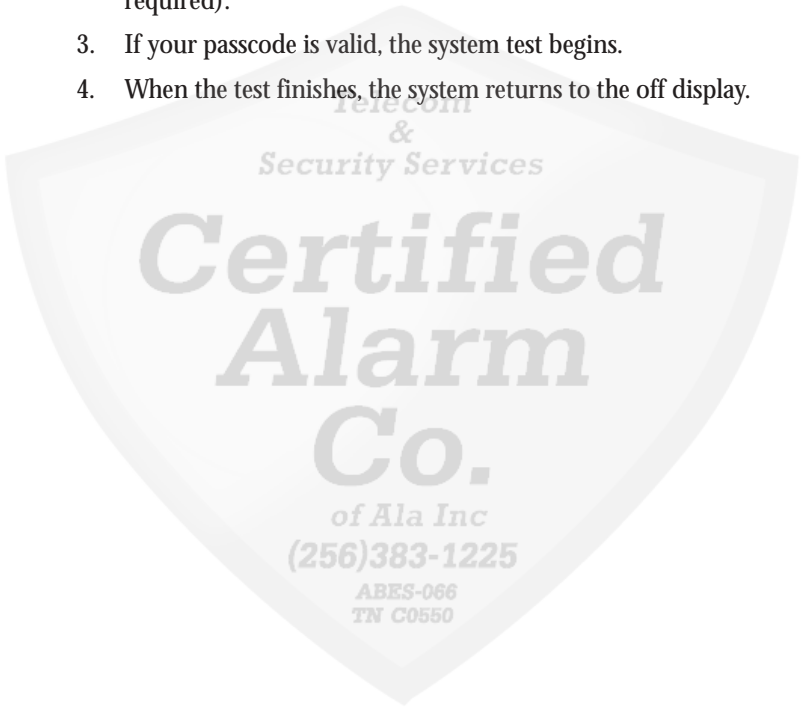 required).
3. If your passcode is valid, the system test begins.
4. When the test finishes, the system returns to the off display.
Telecom
&
Security Services
Certified
Alarm
Co.
of Ala Inc
(256)383-1225
ABES-066
TN C0550